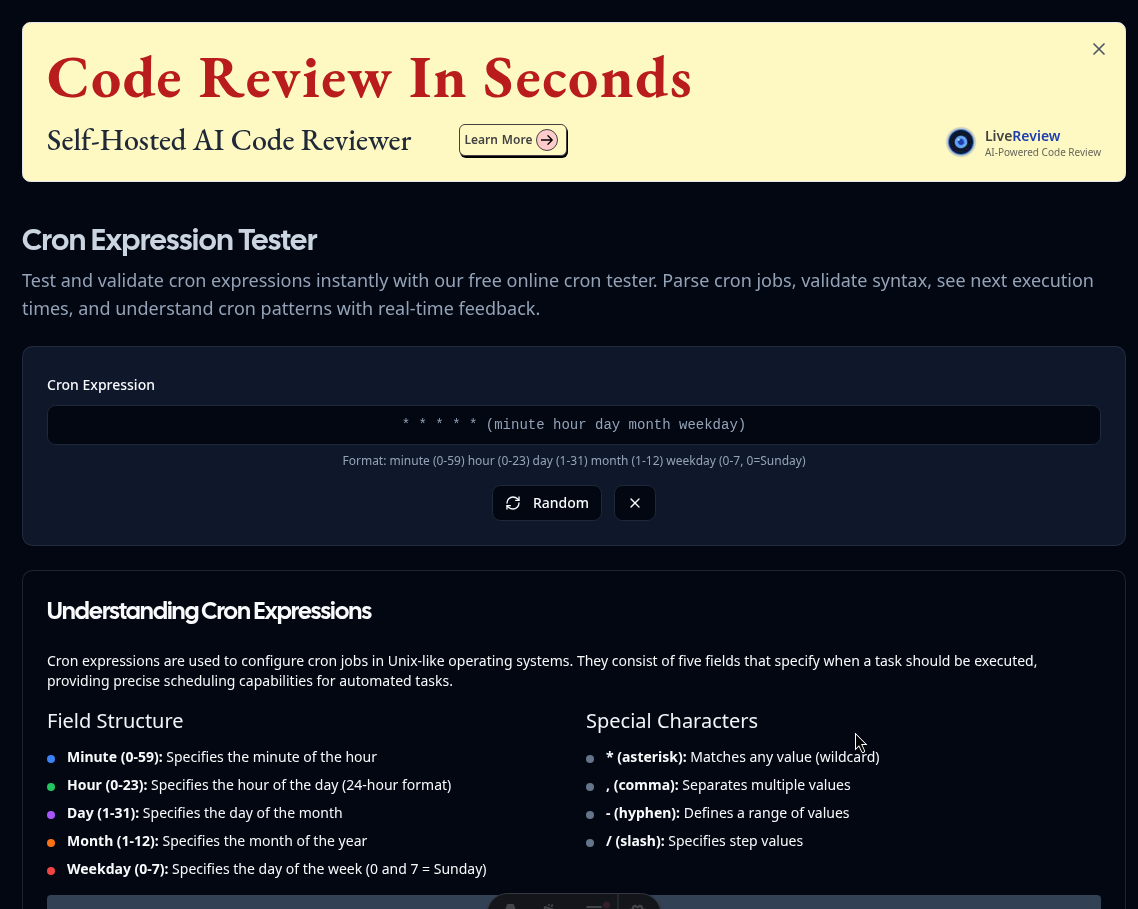 Code Review In Seconds
Self-Hosted AI Code Reviewer
Learn More
LiveReview
AI-Powered Code Review
Cron Expression Tester
Test and validate cron expressions instantly with our free online cron tester. Parse cron jobs, validate syntax, see next execution
times, and understand cron patterns with real-time feedback.
Cron Expression
* * * * * (minute hour day month weekday)
Format: minute (0-59) hour (0-23) day (1-31) month (1-12) weekday (0-7, 0=Sunday)
Random
Understanding Cron Expressions
Cron expressions are used to configure cron jobs in Unix-like operating systems. They consist of five fields that specify when a task should be executed,
providing precise scheduling capabilities for automated tasks.
Field Structure
Minute (0-59): Specifies the minute of the hour
Hour (0-23): Specifies the hour of the day (24-hour format)
Day (1-31): Specifies the day of the month
Month (1-12): Specifies the month of the year
Weekday (0-7): Specifies the day of the week (0 and 7 = Sunday)
Special Characters
* (asterisk): Matches any value (wildcard)
, (comma): Separates multiple values
- (hyphen): Defines a range of values
/ (slash): Specifies step values